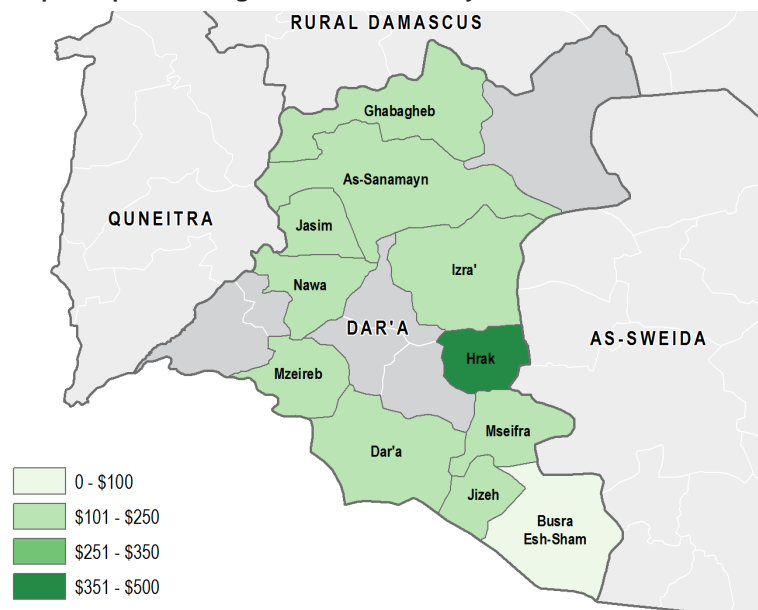 RURAL DAMASCUS
Ghabagheb
As-Sanamayn
QUNEITRA
Jasim
Izra'
Nawa
DAR'A
AS-SWEIDA
Hrak
Mzeireb
Mseifra
Dar'a
Jizeh
Busra
Esh-Sham
0 - $100
$101 - $250
$251 - $350
$351 - $500